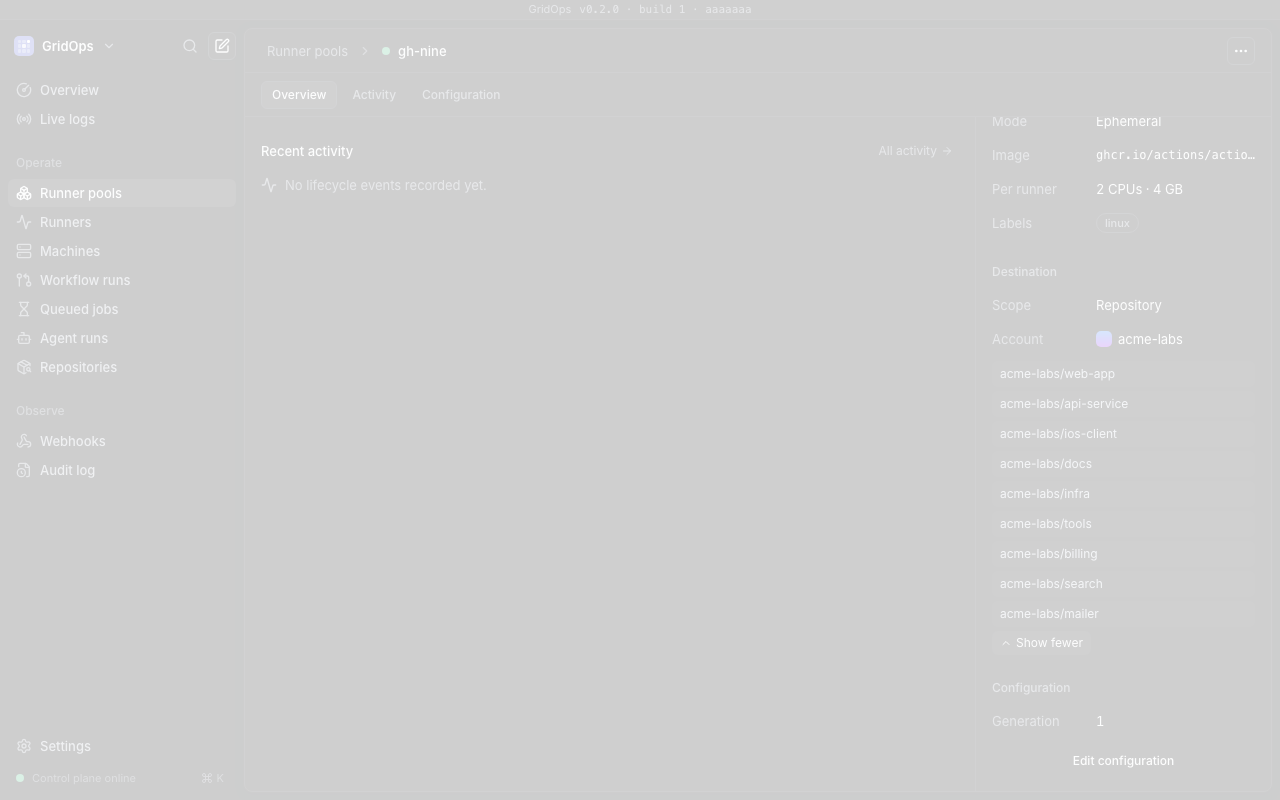 GridOps v0.2.0 · build 1 · aaaaaaa
GridOps
Overview
Live logs
Operate
Runner pools
Runners
Machines
Workflow runs
Queued jobs
Agent runs
Repositories
Observe
Webhooks
Audit log
Settings
Control plane online ⌘ K
Runner pools > gh-nine
Overview Activity Configuration
Recent activity
All activity →
No lifecycle events recorded yet.
Mode Ephemeral
Image ghcr.io/actions/actio…
Per runner 2 CPUs · 4 GB
Labels linux
Destination
Scope Repository
Account acme-labs
acme-labs/web-app
acme-labs/api-service
acme-labs/ios-client
acme-labs/docs
acme-labs/infra
acme-labs/tools
acme-labs/billing
acme-labs/search
acme-labs/mailer
Show fewer
Configuration
Generation 1
Edit configuration